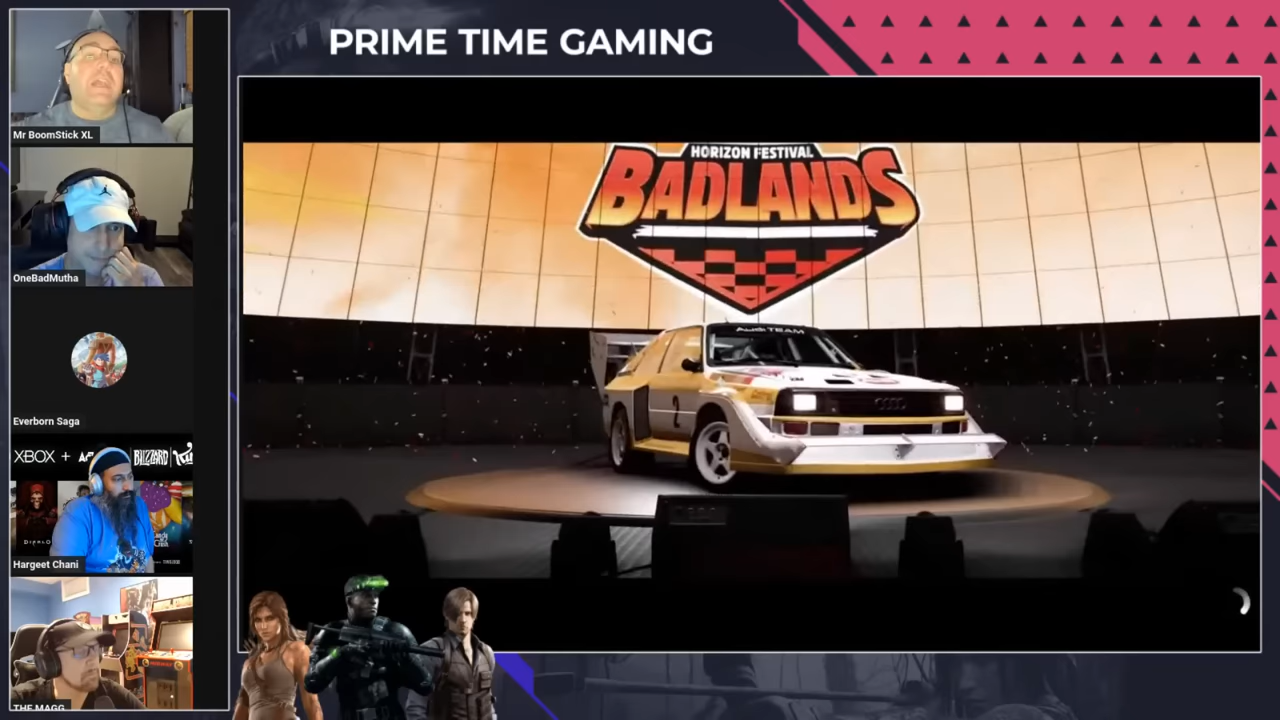 PRIME TIME GAMING
Mr BoomStick XL
OneBadMutha
Everborn Saga
XBOX +
BLIZZARD
DIABLO
Hargeet Chani
THE MAGG
HORIZON FESTIVAL
BADLANDS
AUDI TEAM
2